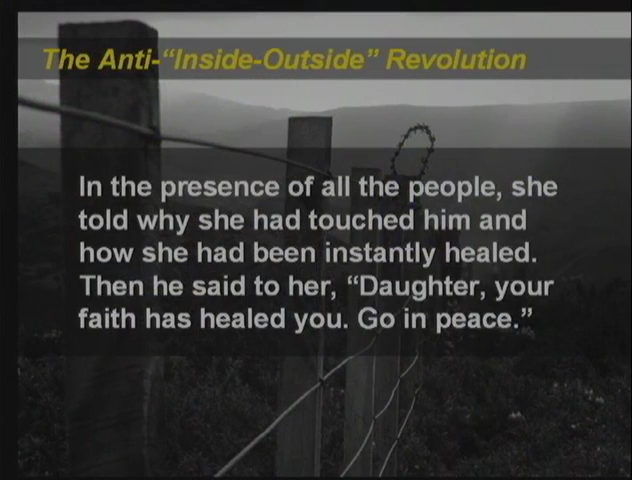 The Anti-“Inside-Outside” Revolution
In the presence of all the people, she
told why she had touched him and
how she had been instantly healed.
Then he said to her, “Daughter, your
faith has healed you. Go in peace.”